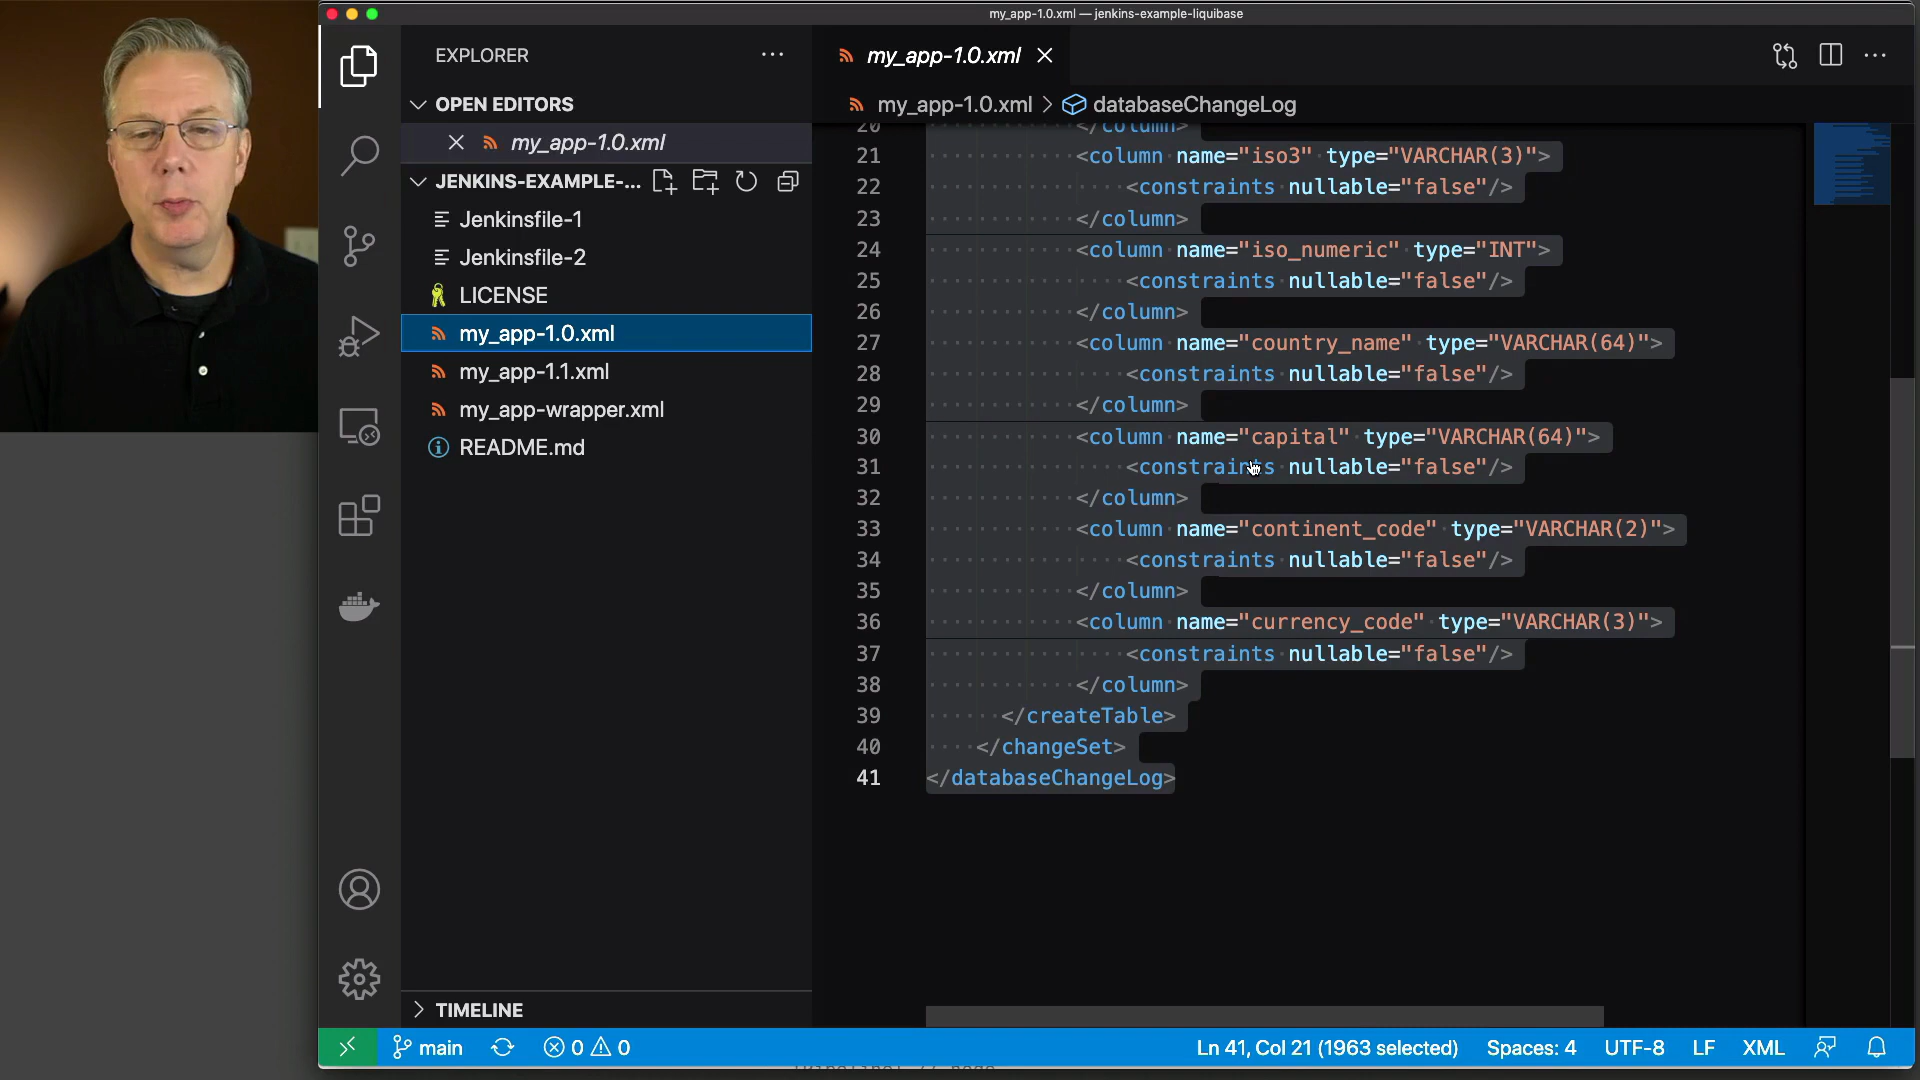 my_app-1.0.xml — jenkins-example-liquibase
EXPLORER
OPEN EDITORS
my_app-1.0.xml
JENKINS-EXAMPLE-...
Jenkinsfile-1
Jenkinsfile-2
LICENSE
my_app-1.0.xml
my_app-1.1.xml
my_app-wrapper.xml
README.md
TIMELINE
my_app-1.0.xml
my_app-1.0.xml > databaseChangeLog
20 </column>
21 <column name="iso3" type="VARCHAR(3)">
22 <constraints nullable="false"/>
23 </column>
24 <column name="iso_numeric" type="INT">
25 <constraints nullable="false"/>
26 </column>
27 <column name="country_name" type="VARCHAR(64)">
28 <constraints nullable="false"/>
29 </column>
30 <column name="capital" type="VARCHAR(64)">
31 <constraints nullable="false"/>
32 </column>
33 <column name="continent_code" type="VARCHAR(2)">
34 <constraints nullable="false"/>
35 </column>
36 <column name="currency_code" type="VARCHAR(3)">
37 <constraints nullable="false"/>
38 </column>
39 </createTable>
40 </changeSet>
41 </databaseChangeLog>
main 0 0 Ln 41, Col 21 (1963 selected) Spaces: 4 UTF-8 LF XML